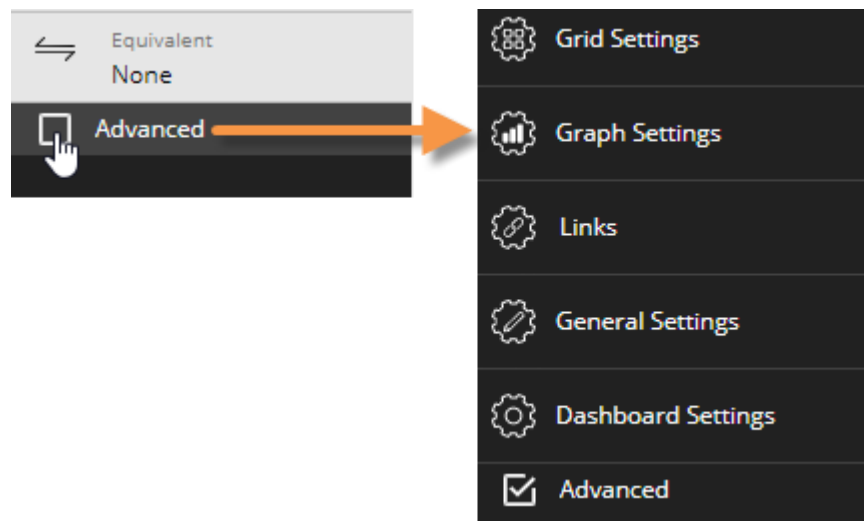 Equivalent
None
Advanced
Grid Settings
Graph Settings
Links
General Settings
Dashboard Settings
Advanced